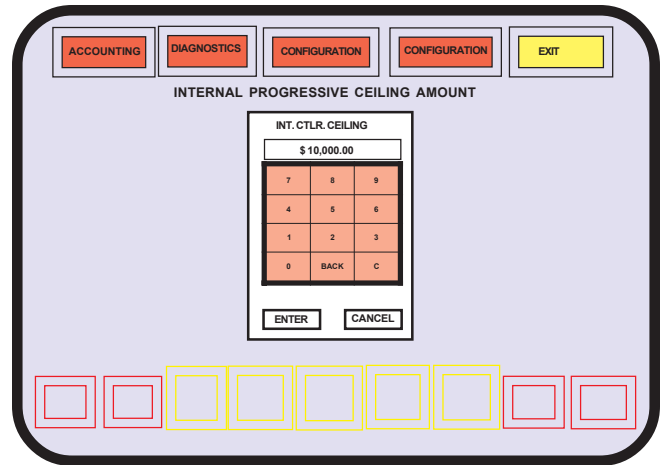 ACCOUNTING DIAGNOSTICS CONFIGURATION CONFIGURATION EXIT
INTERNAL PROGRESSIVE CEILING AMOUNT
INT. CTLR. CEILING
$ 10,000.00
7 8 9
4 5 6
1 2 3
0 BACK C
ENTER CANCEL